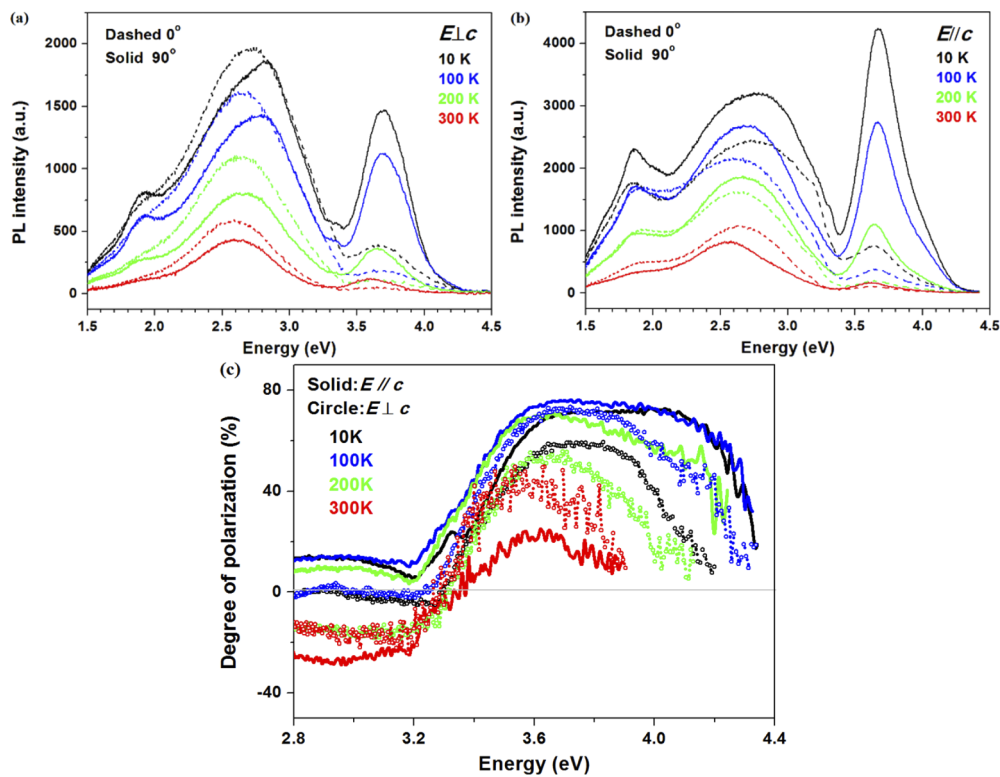 (a)
Dashed 0°
Solid 90°
E⊥c
10 K
100 K
200 K
300 K
PL intensity (a.u.)
2000
1500
1000
500
0
1.5 2.0 2.5 3.0 3.5 4.0 4.5
Energy (eV)
(b)
Dashed 0°
Solid 90°
E//c
10 K
100 K
200 K
300 K
PL intensity (a.u.)
4000
3000
2000
1000
0
1.5 2.0 2.5 3.0 3.5 4.0 4.5
Energy (eV)
(c)
Solid: E // c
Circle: E ⊥ c
10K
100K
200K
300K
Degree of polarization (%)
80
40
0
-40
2.8 3.2 3.6 4.0 4.4
Energy (eV)